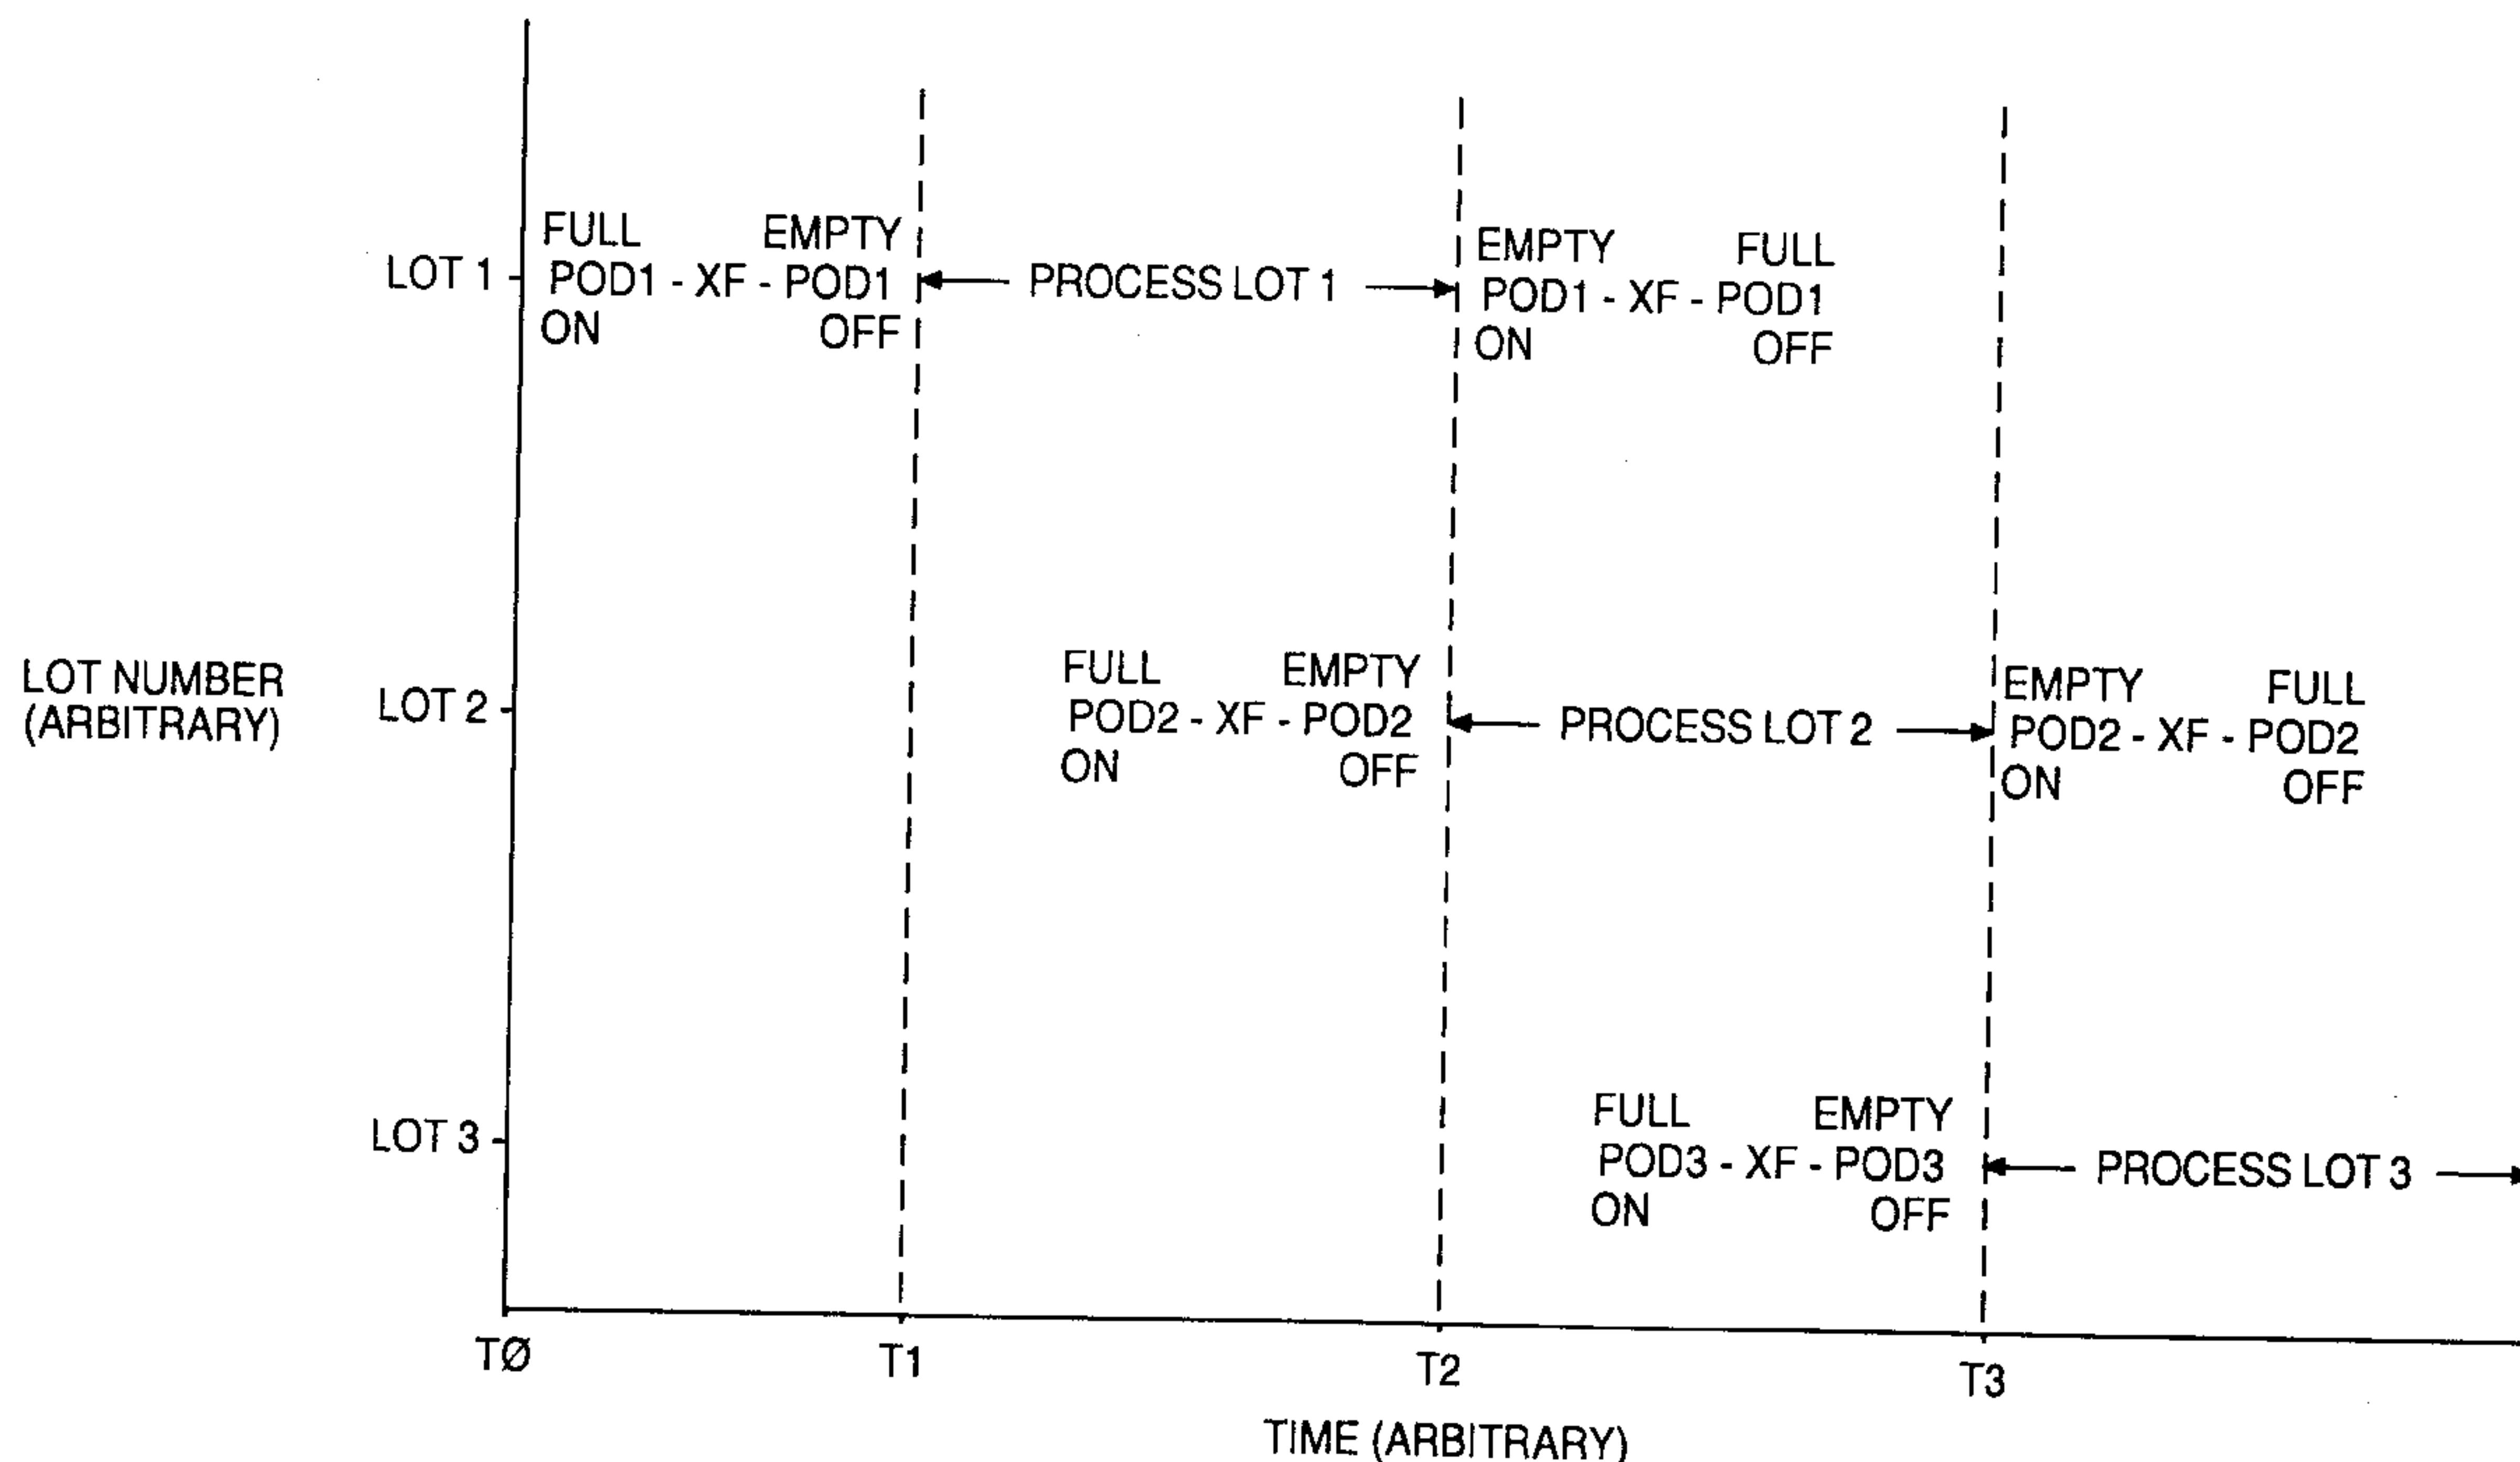 FULL EMPTY
LOT 1 POD1 - XF - POD1 PROCESS LOT 1
ON OFF
EMPTY FULL
POD1 - XF - POD1
ON OFF
LOT NUMBER
(ARBITRARY)
FULL EMPTY
LOT 2 POD2 - XF - POD2 PROCESS LOT 2
ON OFF
EMPTY FULL
POD2 - XF - POD2
ON OFF
FULL EMPTY
LOT 3 POD3 - XF - POD3 PROCESS LOT 3
ON OFF
TØ T1 T2 T3
TIME (ARBITRARY)